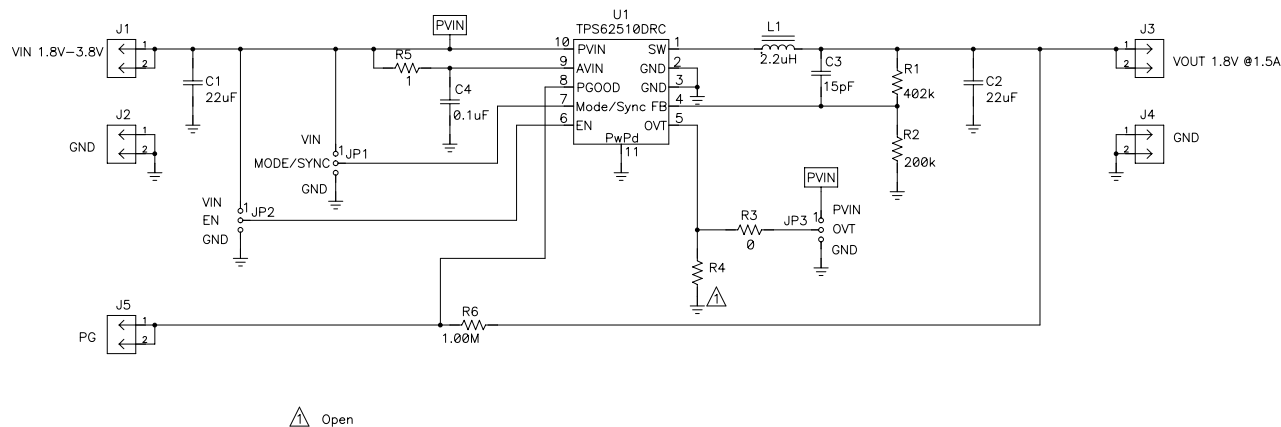 U1
TPS62510DRC
PVIN
J1
VIN 1.8V-3.8V
1
2
C1
22uF
R5
1
C4
0.1uF
10 PVIN
9 AVIN
8 PGOOD
7 Mode/Sync
6 EN
SW 1
GND 2
GND 3
FB 4
OVT 5
PwPd
11
L1
2.2uH
C3
15pF
R1
402k
R2
200k
C2
22uF
J3
1
2
VOUT 1.8V @1.5A
J2
GND
1
2
J4
1
2
GND
VIN
1
JP1
MODE/SYNC
GND
VIN
1
JP2
EN
GND
PVIN
R3
0
JP3
1
PVIN
OVT
GND
R4
1
J5
PG
1
2
R6
1.00M
1 Open